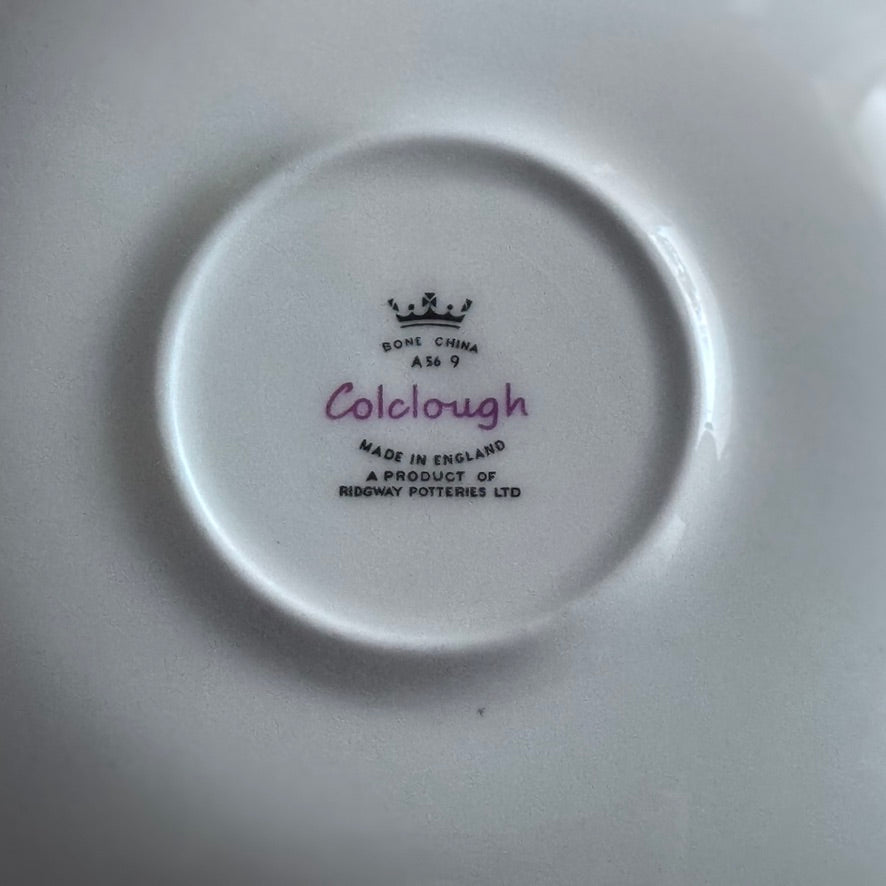 BONE CHINA
A56 9
Colclough
MADE IN ENGLAND
A PRODUCT OF
RIDGWAY POTTERIES LTD